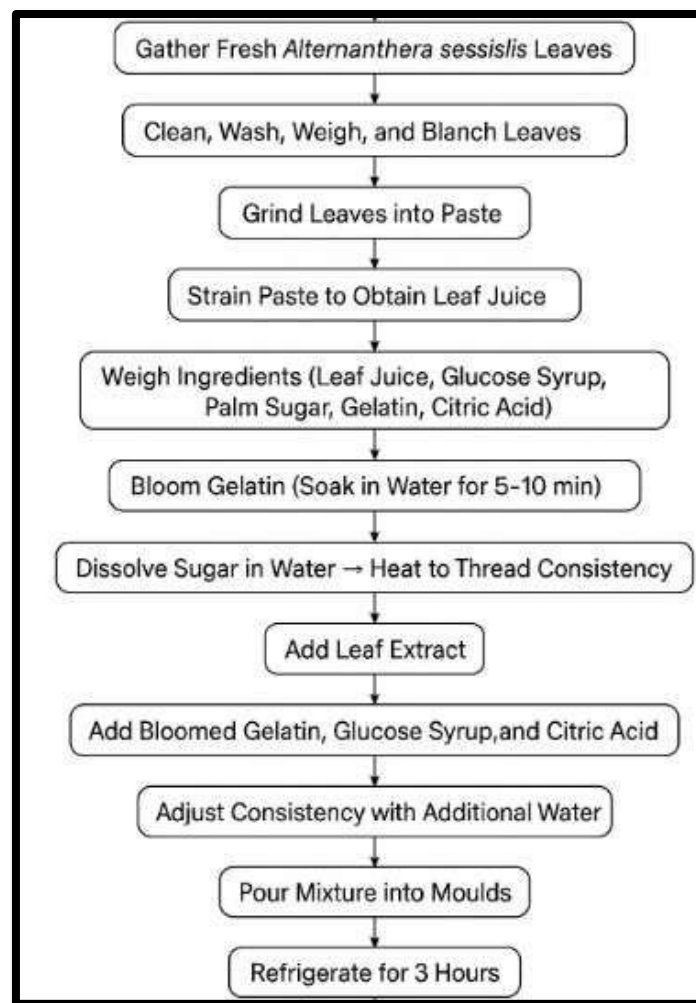 Gather Fresh Alternanthera sessislis Leaves
Clean, Wash, Weigh, and Blanch Leaves
Grind Leaves into Paste
Strain Paste to Obtain Leaf Juice
Weigh Ingredients (Leaf Juice, Glucose Syrup,
Palm Sugar, Gelatin, Citric Acid)
Bloom Gelatin (Soak in Water for 5-10 min)
Dissolve Sugar in Water → Heat to Thread Consistency
Add Leaf Extract
Add Bloomed Gelatin, Glucose Syrup,and Citric Acid
Adjust Consistency with Additional Water
Pour Mixture into Moulds
Refrigerate for 3 Hours